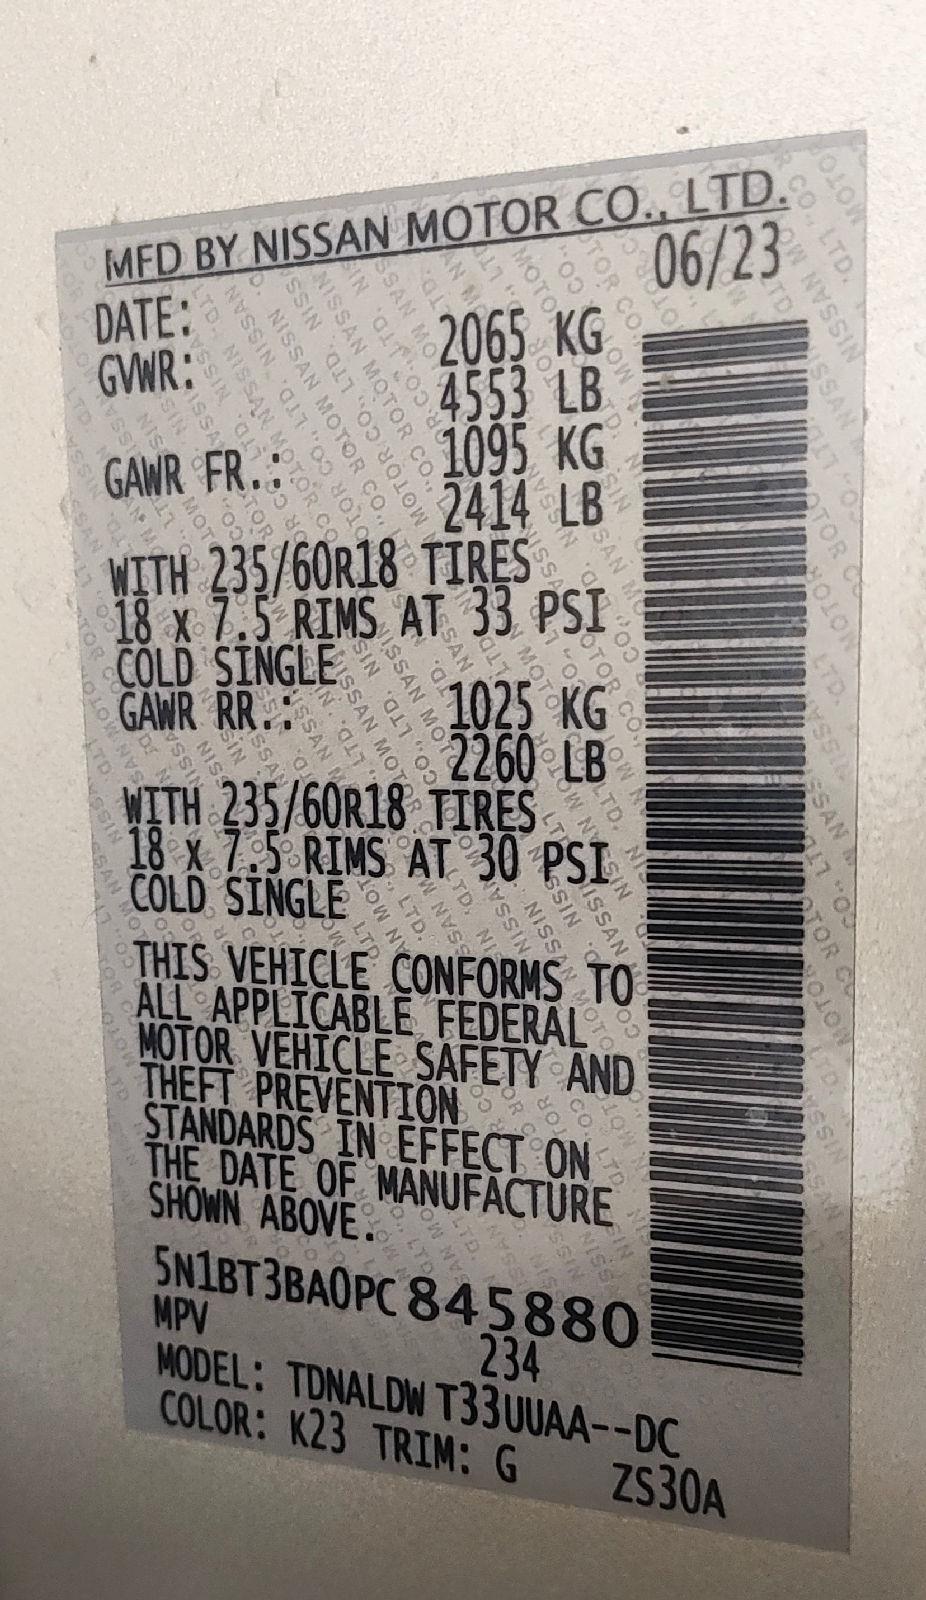 MFD BY NISSAN MOTOR CO., LTD.
DATE: 06/23
GVWR: 2065 KG
4553 LB
GAWR FR.: 1095 KG
2414 LB
WITH 235/60R18 TIRES
18 x 7.5 RIMS AT 33 PSI
COLD SINGLE
GAWR RR.: 1025 KG
2260 LB
WITH 235/60R18 TIRES
18 x 7.5 RIMS AT 30 PSI
COLD SINGLE
THIS VEHICLE CONFORMS TO
ALL APPLICABLE FEDERAL
MOTOR VEHICLE SAFETY AND
THEFT PREVENTION
STANDARDS IN EFFECT ON
THE DATE OF MANUFACTURE
SHOWN ABOVE.
5N1BT3BA0PC845880
MPV 234
MODEL: TDNALDW T33UUAA--DC
COLOR: K23 TRIM: G ZS30A